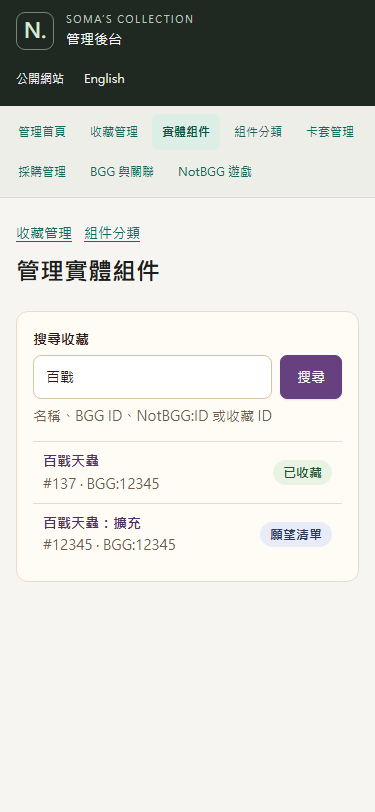 N.
SOMA'S COLLECTION
管理後台
公開網站 English
管理首頁 收藏管理 實體組件 組件分類 卡套管理
採購管理 BGG 與關聯 NotBGG 遊戲
收藏管理 組件分類
管理實體組件
搜尋收藏
百戰 搜尋
名稱、BGG ID、NotBGG:ID 或收藏 ID
百戰天蟲
#137 · BGG:12345
已收藏
百戰天蟲：擴充
#12345 · BGG:12345
願望清單